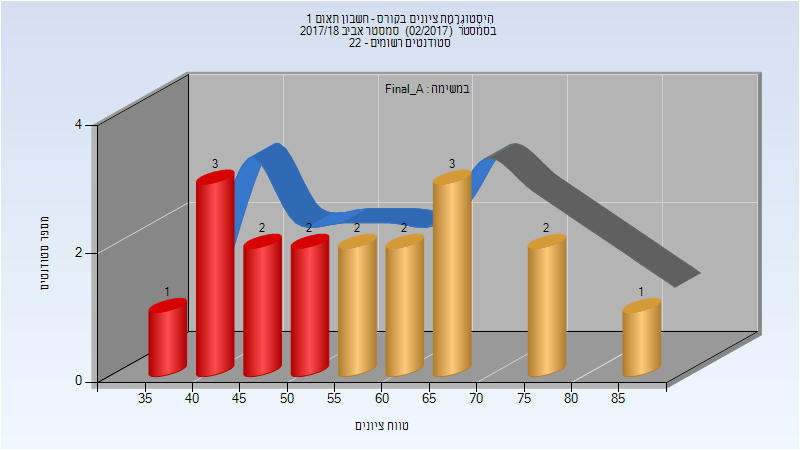 היסטוגרמת ציונים בקורס - חשבון תאום 1
בסמסטר (02/2017) סמסטר אביב 2017/18
סטודנטים רשומים - 22
במשימה : Final_A
מספר סטודנטים
4
2
0
1
3
2
2
2
2
3
2
1
35 40 45 50 55 60 65 70 75 80 85
טווח ציונים